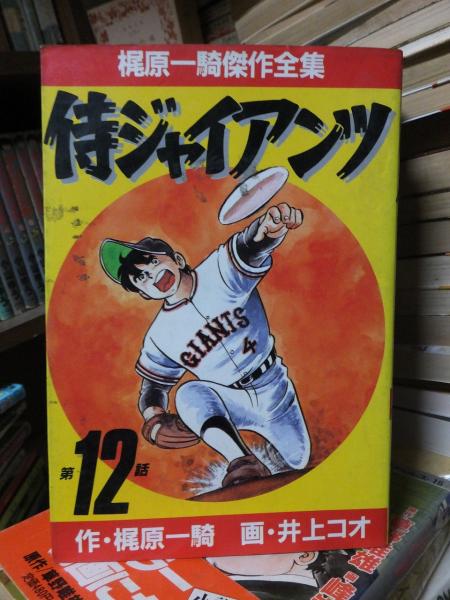 梶原一騎傑作全集
侍ジャイアンツ
GIANTS
4
第12話
作・梶原一騎 画・井上コオ